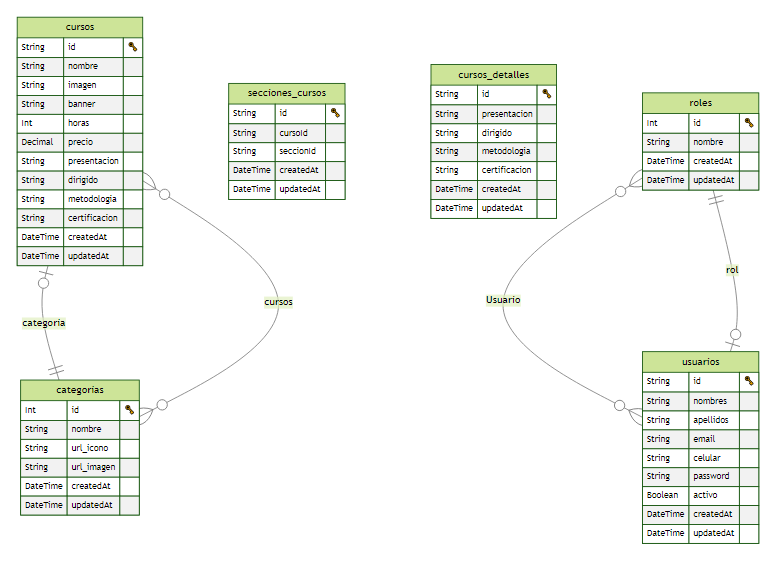 cursos
String id
String nombre
String imagen
String banner
Int horas
Decimal precio
String presentacion
String dirigido
String metodologia
String certificacion
DateTime createdAt
DateTime updatedAt
secciones_cursos
String id
String cursoId
String seccionId
DateTime createdAt
DateTime updatedAt
cursos_detalles
String id
String presentacion
String dirigido
String metodologia
String certificacion
DateTime createdAt
DateTime updatedAt
roles
Int id
String nombre
DateTime createdAt
DateTime updatedAt
categoria
cursos
Usuario
rol
categorías
Int id
String nombre
String url_icono
String url_imagen
DateTime createdAt
DateTime updatedAt
usuarios
String id
String nombres
String apellidos
String email
String celular
String password
Boolean activo
DateTime createdAt
DateTime updatedAt